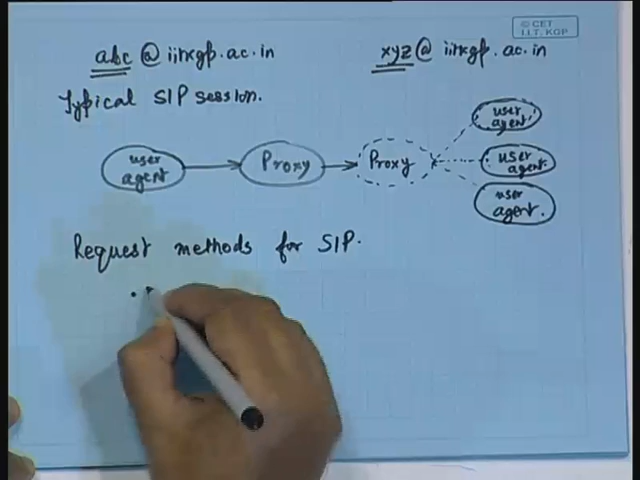 © CET
I.I.T. KGP
abc @ iitkgp.ac.in
xyz @ iitkgp.ac.in
Typical SIP session.
user agent
Proxy
Proxy
user agent.
user agent.
user agent.
Request methods for SIP.